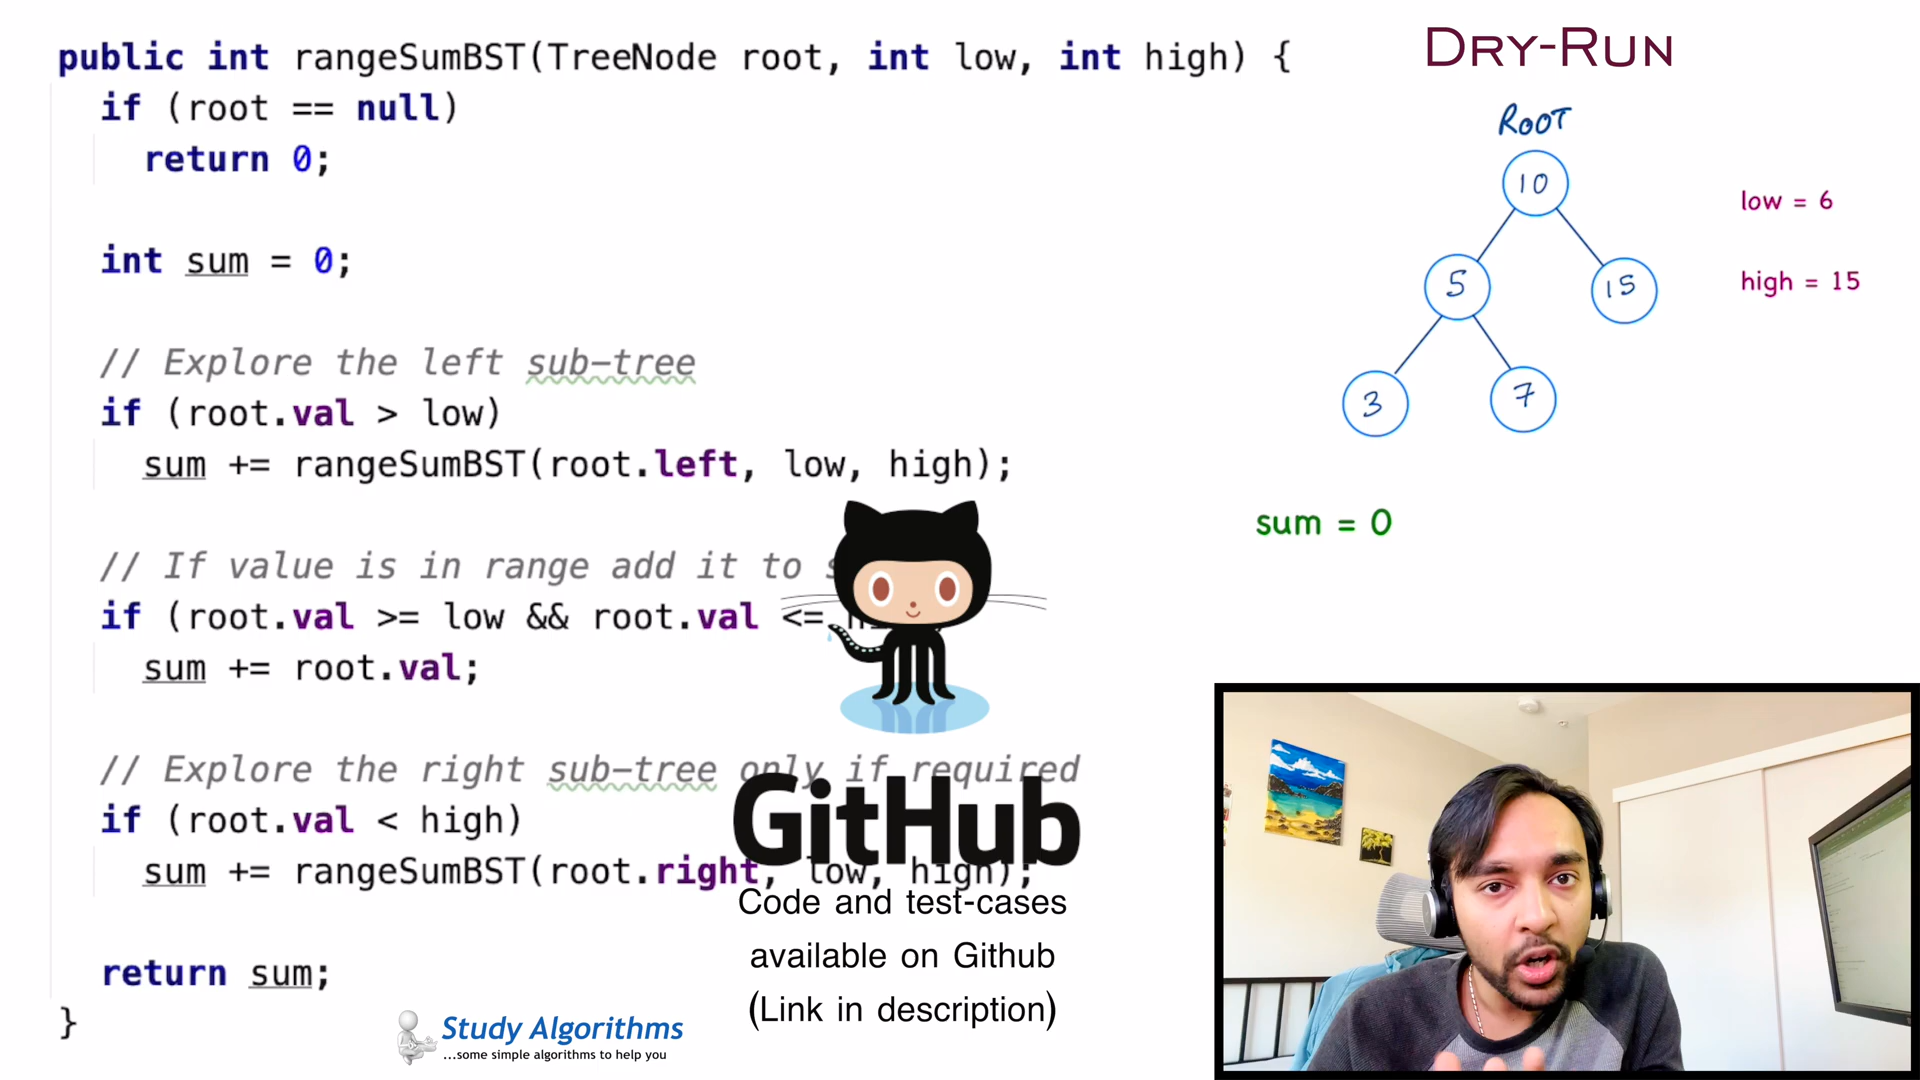 public int rangeSumBST(TreeNode root, int low, int high) {
if (root == null)
return 0;
int sum = 0;
// Explore the left sub-tree
if (root.val > low)
sum += rangeSumBST(root.left, low, high);
// If value is in range add it to
if (root.val >= low && root.val <=
sum += root.val;
// Explore the right sub-tree only if required
if (root.val < high)
sum += rangeSumBST(root.right, low, high);
return sum;
}
DRY-RUN
ROOT
10
5
15
3
7
low = 6
high = 15
sum = 0
GitHub
Code and test-cases
available on Github
(Link in description)
Study Algorithms
...some simple algorithms to help you